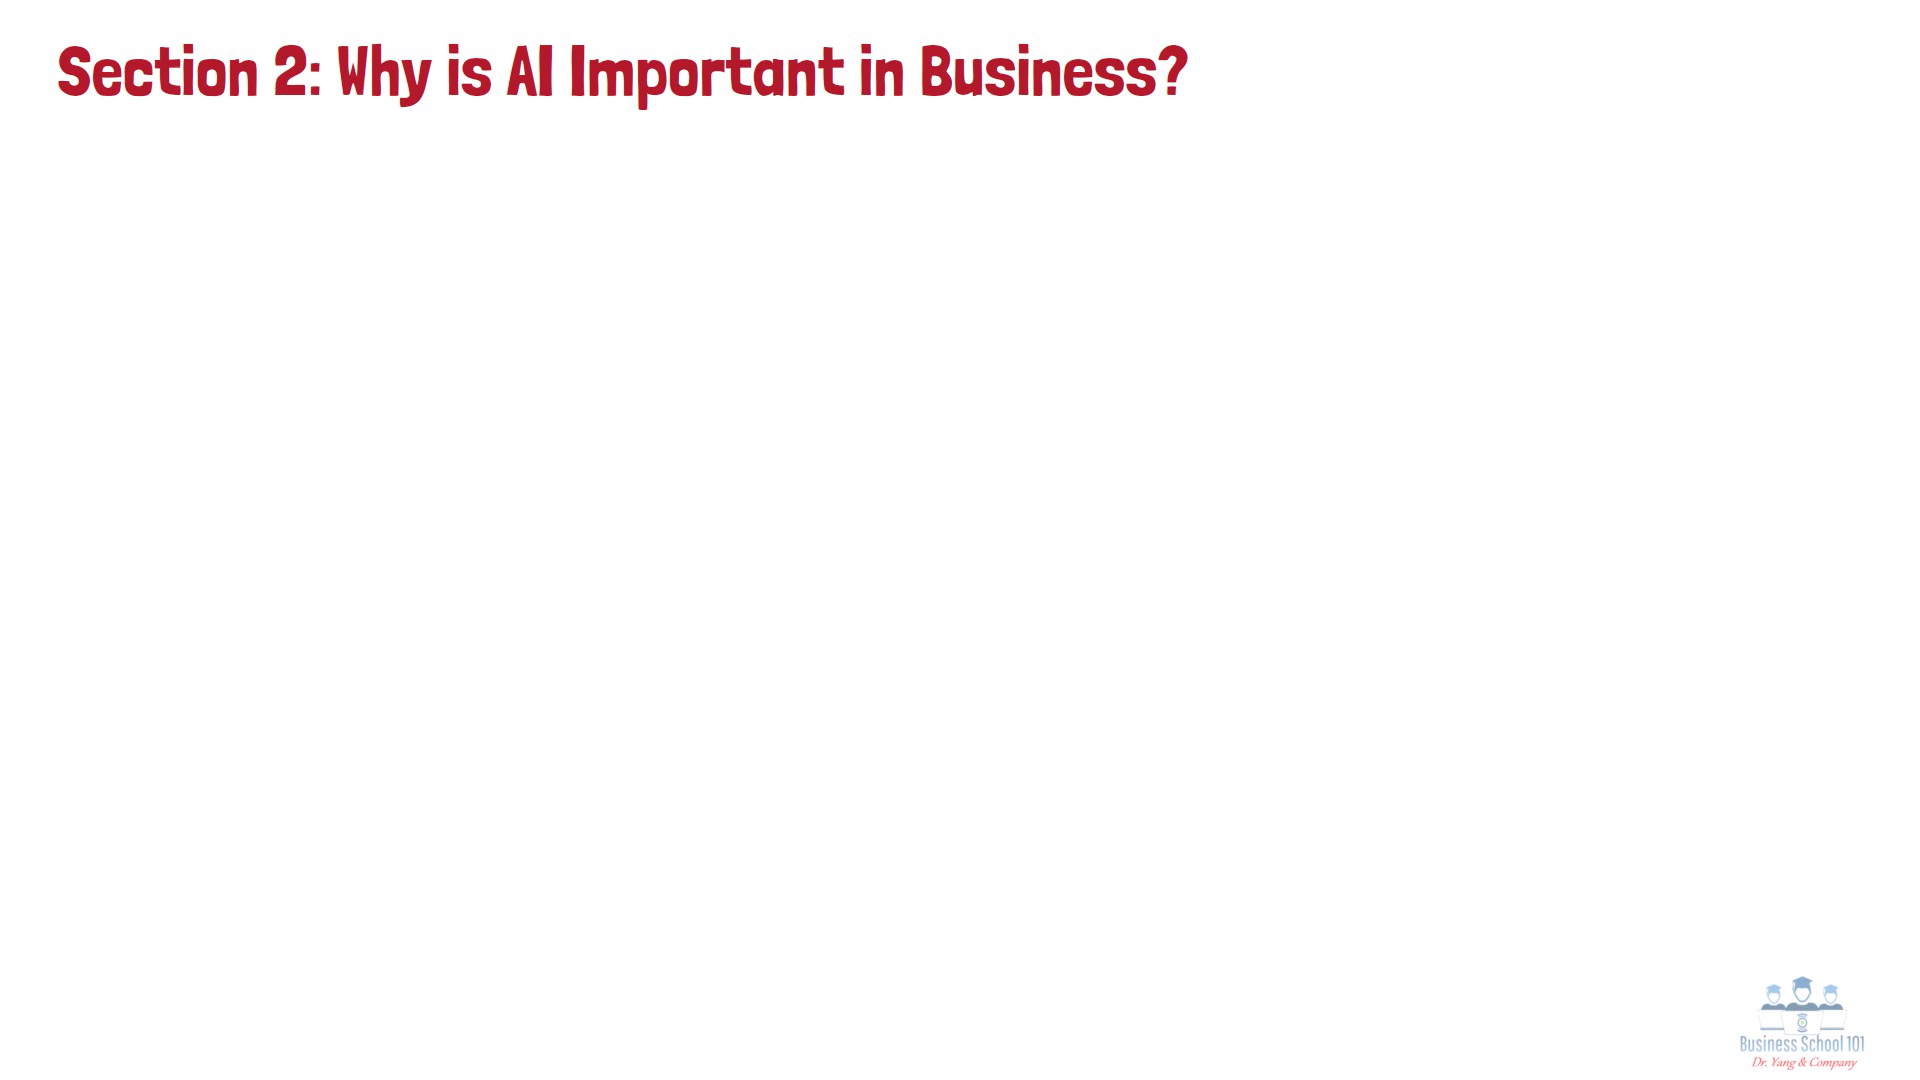 Section 2: Why is AI Important in Business?
Business School 101
Dr. Yang & Company